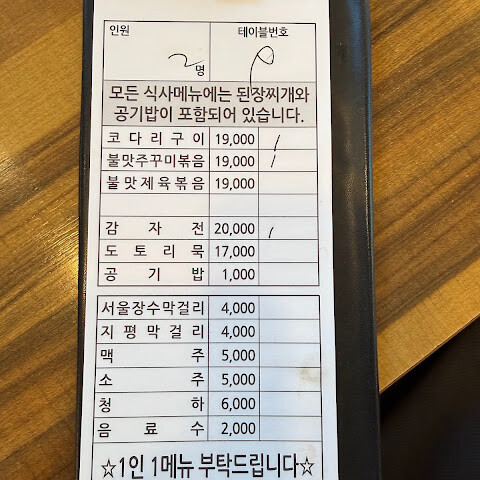 인원 테이블번호
2명
모든 식사메뉴에는 된장찌개와
공기밥이 포함되어 있습니다.
코다리구이 19,000 /
불맛주꾸미볶음 19,000 /
불맛제육볶음 19,000
감자전 20,000 /
도토리묵 17,000
공기밥 1,000
서울장수막걸리 4,000
지평막걸리 4,000
맥주 5,000
소주 5,000
청하 6,000
음료수 2,000
☆1인 1메뉴 부탁드립니다☆